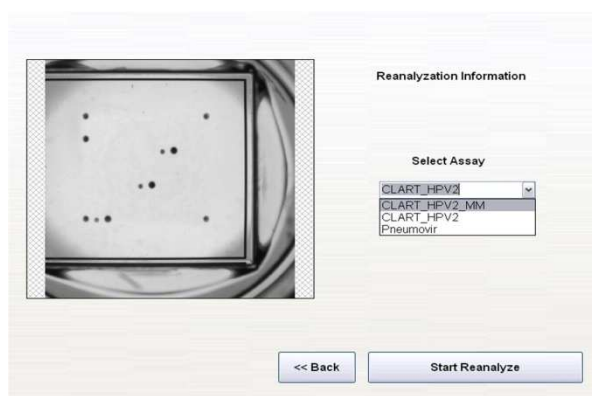 Reanalyzation Information
Select Assay
CLART_HPV2
CLART_HPV2_MM
CLART_HPV2
Pneumovir
<< Back
Start Reanalyze